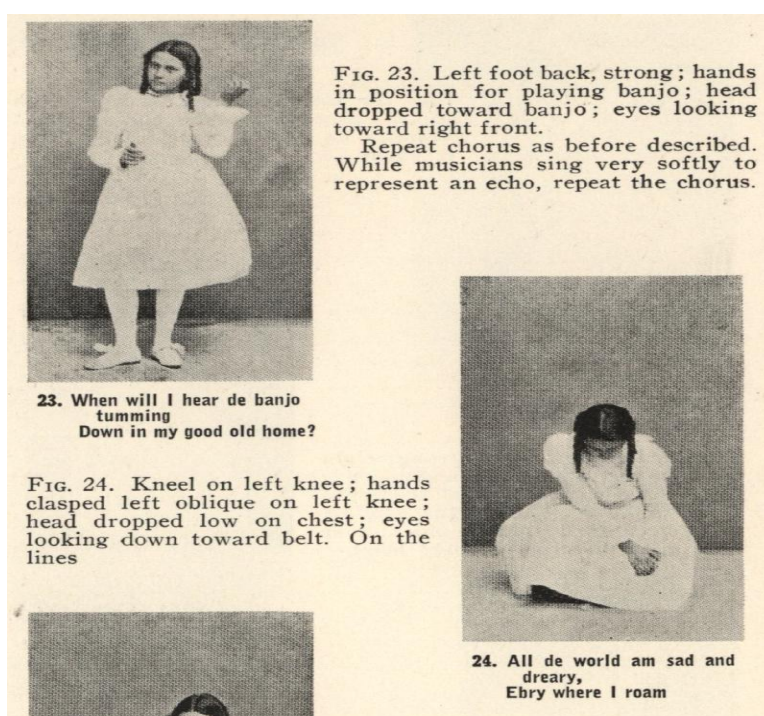 FIG. 23. Left foot back, strong; hands
in position for playing banjo; head
dropped toward banjo; eyes looking
toward right front.
Repeat chorus as before described.
While musicians sing very softly to
represent an echo, repeat the chorus.
23. When will I hear de banjo
tumming
Down in my good old home?
FIG. 24. Kneel on left knee; hands
clasped left oblique on left knee;
head dropped low on chest; eyes
looking down toward belt. On the
lines
24. All de world am sad and
dreary,
Ebry where I roam